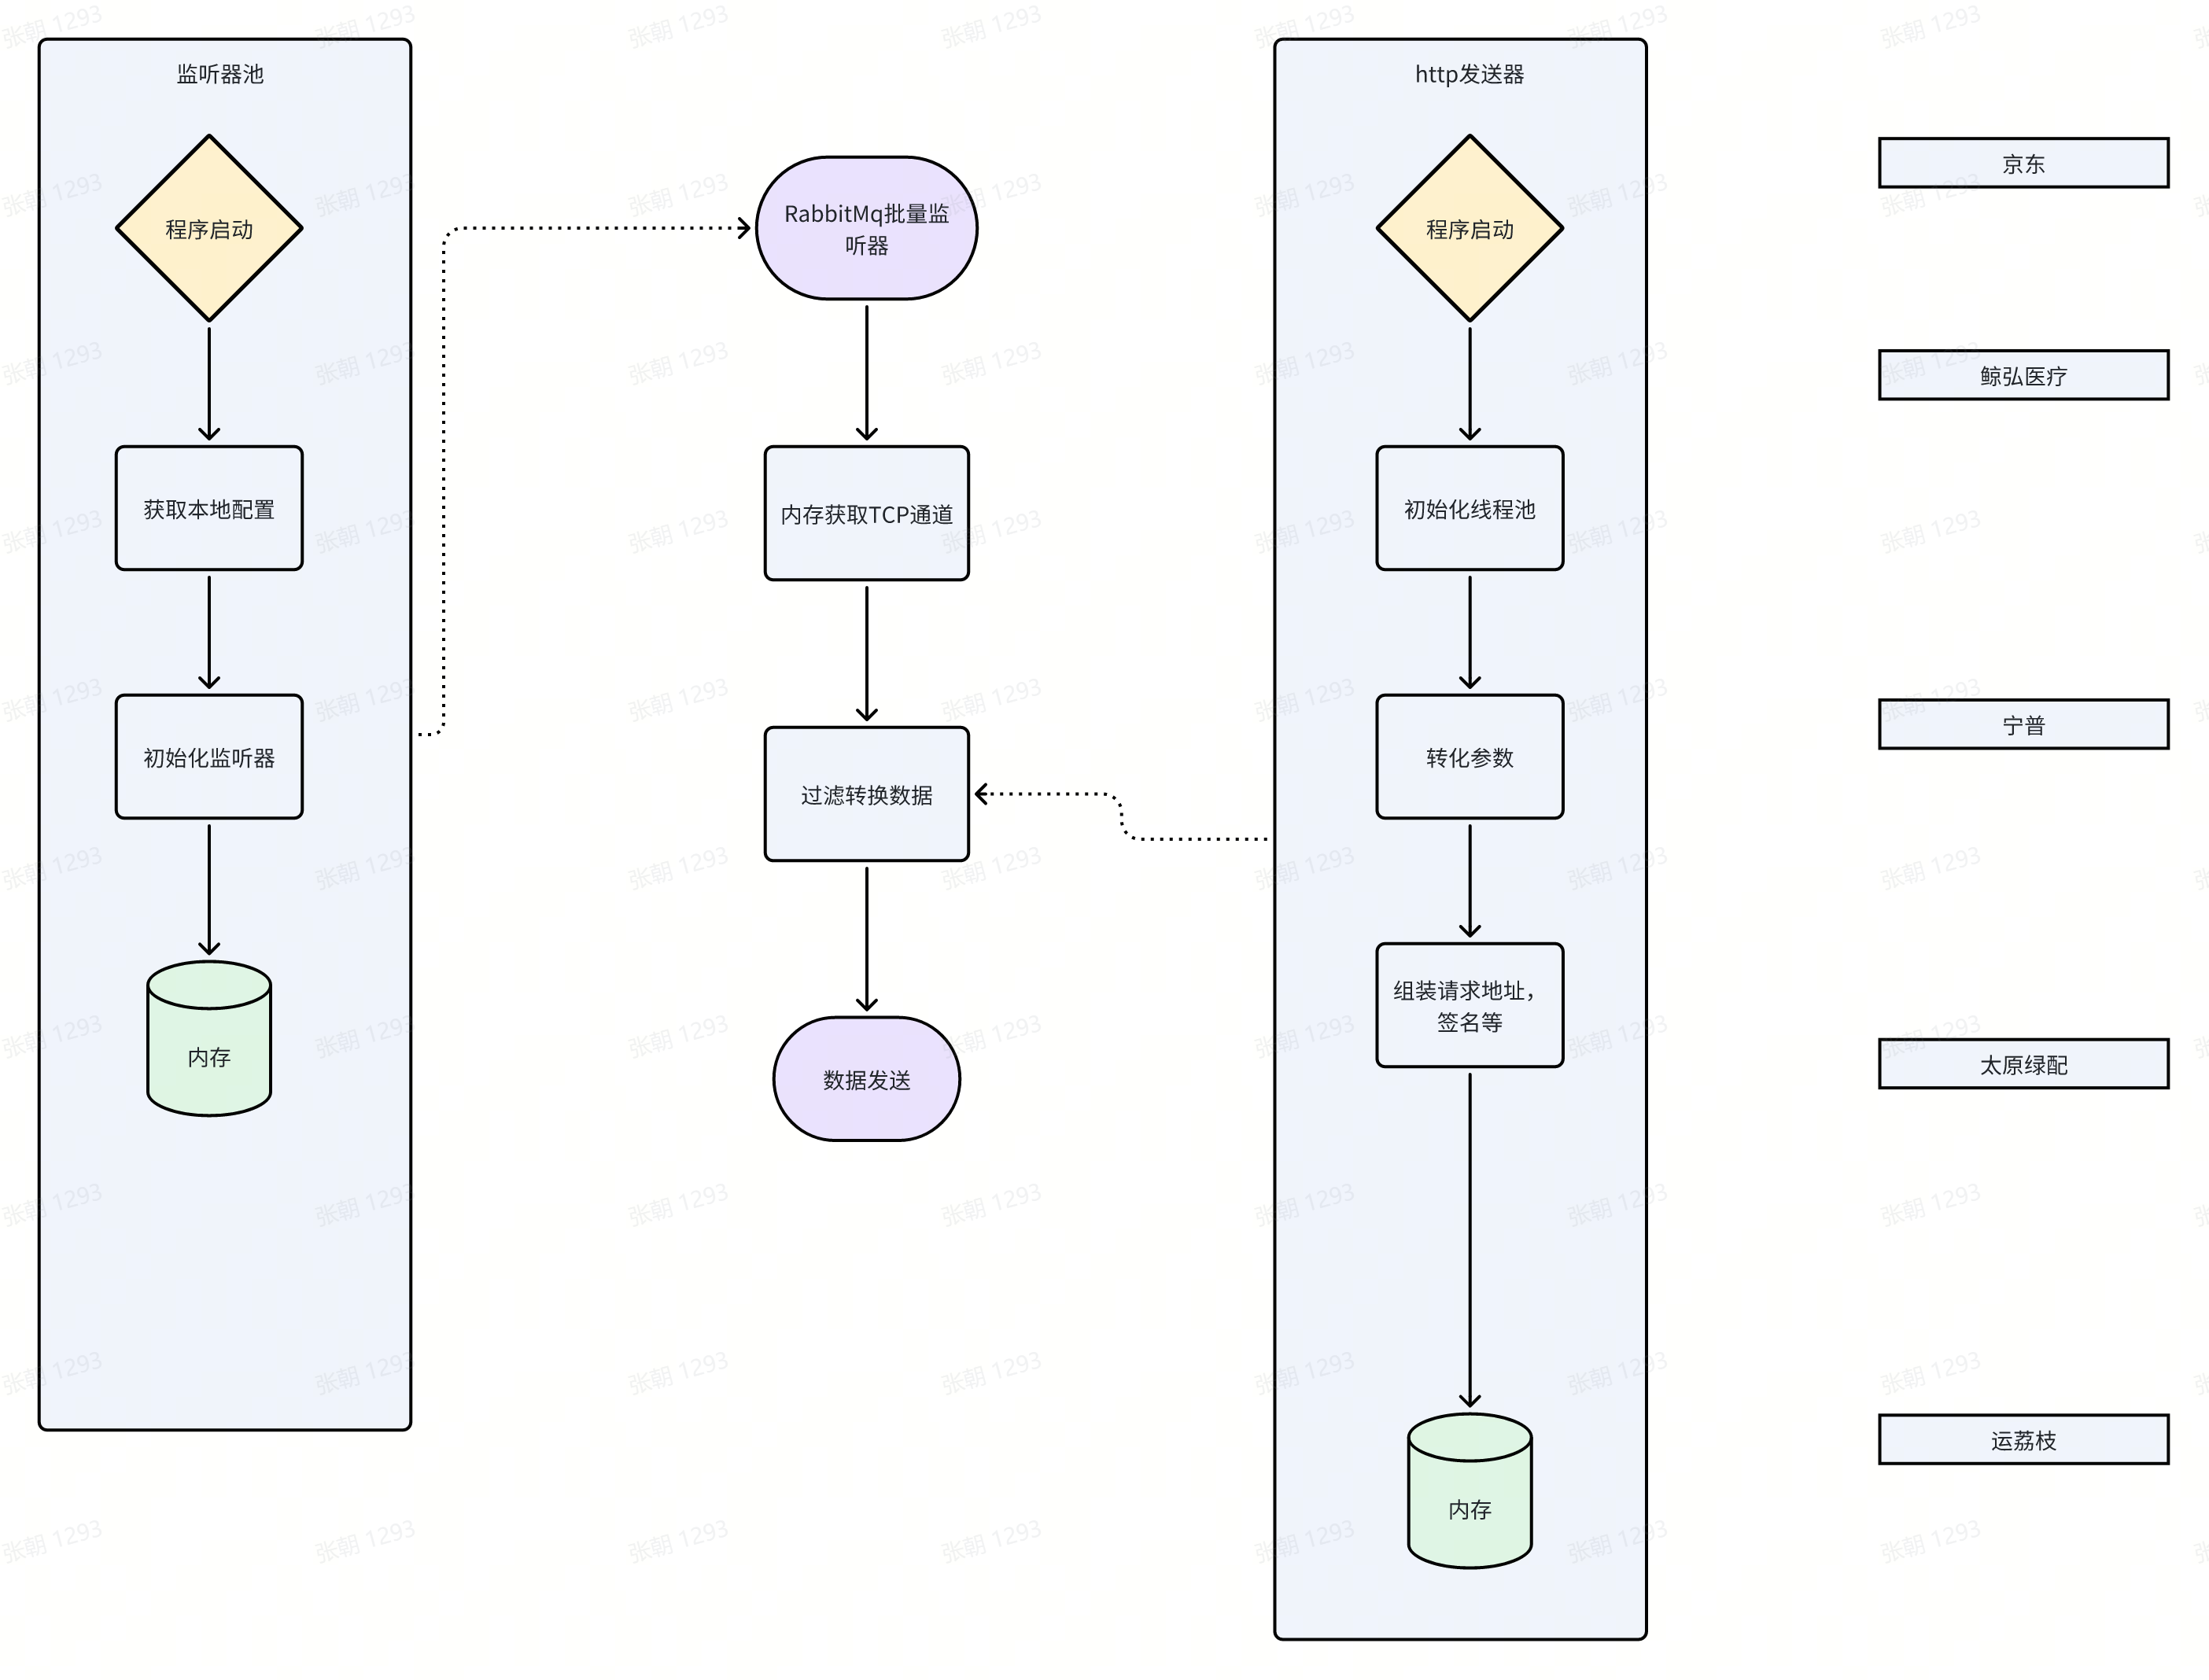 监听器池
程序启动
获取本地配置
初始化监听器
内存
RabbitMq批量监
听器
内存获取TCP通道
过滤转换数据
数据发送
http发送器
程序启动
初始化线程池
转化参数
组装请求地址，
签名等
内存
京东
鲸弘医疗
宁普
太原绿配
运荔枝
张朝 1293